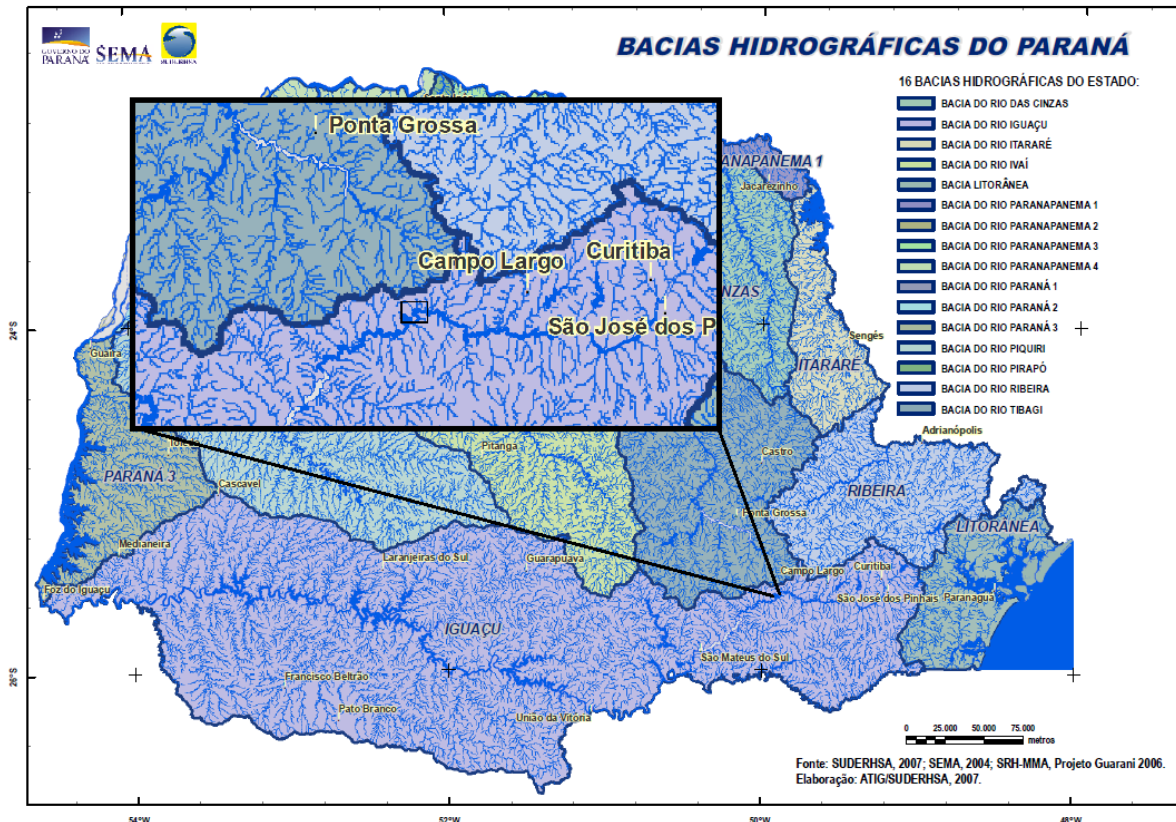 GOVERNO DO
PARANÁ
SEMA
BACIAS HIDROGRÁFICAS DO PARANÁ
16 BACIAS HIDROGRÁFICAS DO ESTADO:
BACIA DO RIO DAS CINZAS
BACIA DO RIO IGUAÇU
BACIA DO RIO ITARARÉ
BACIA DO RIO IVAÍ
BACIA LITORÂNEA
BACIA DO RIO PARANAPANEMA 1
BACIA DO RIO PARANAPANEMA 2
BACIA DO RIO PARANAPANEMA 3
BACIA DO RIO PARANAPANEMA 4
BACIA DO RIO PARANÁ 1
BACIA DO RIO PARANÁ 2
BACIA DO RIO PARANÁ 3
BACIA DO RIO PIQUIRI
BACIA DO RIO PIRAPÓ
BACIA DO RIO RIBEIRA
BACIA DO RIO TIBAGI
Ponta Grossa
Campo Largo
Curitiba
São José dos P
ANAPANEMA 1
Jacarezinho
NZAS
Sengés
ITARARÉ
24°S
Guaíra
Adrianópolis
Pitanga
Castro
PARANÁ 3
Cascavel
RIBEIRA
Ponta Grossa
LITORÂNEA
Medianeira
Laranjeiras do Sul
Guarapuava
Campo Largo
Curitiba
Foz do Iguaçu
São José dos Pinhais
Paranaguá
IGUAÇU
São Mateus do Sul
26°S
Francisco Beltrão
Pato Branco
União da Vitória
0 25.000 50.000 75.000
metros
Fonte: SUDERHSA, 2007; SEMA, 2004; SRH-MMA, Projeto Guarani 2006.
Elaboração: ATIG/SUDERHSA, 2007.
54°W
52°W
50°W
48°W